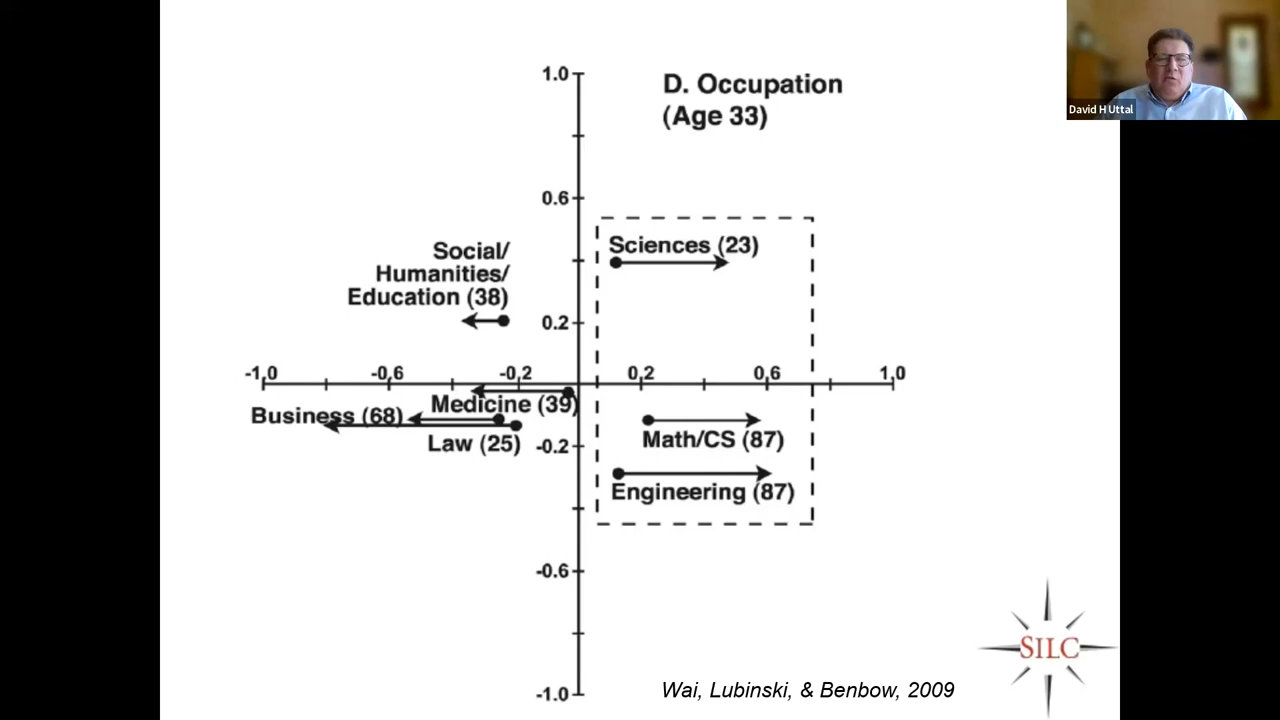 David H Uttal
D. Occupation
(Age 33)
1.0
0.6
0.2
-0.2
-0.6
-1.0
-1.0
-0.6
-0.2
0.2
0.6
1.0
Social/
Humanities/
Education (38)
Sciences (23)
Medicine (39)
Business (68)
Law (25)
Math/CS (87)
Engineering (87)
SILC
Wai, Lubinski, & Benbow, 2009